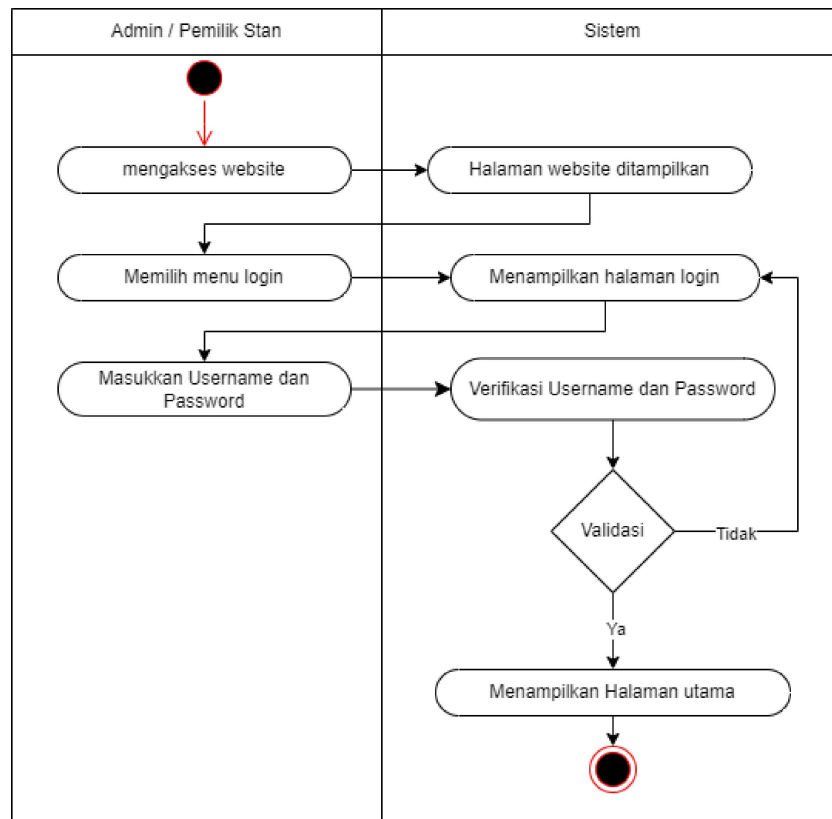 Admin / Pemilik Stan
Sistem
mengakses website
Halaman website ditampilkan
Memilih menu login
Menampilkan halaman login
Masukkan Username dan
Password
Verifikasi Username dan Password
Validasi
Tidak
Ya
Menampilkan Halaman utama